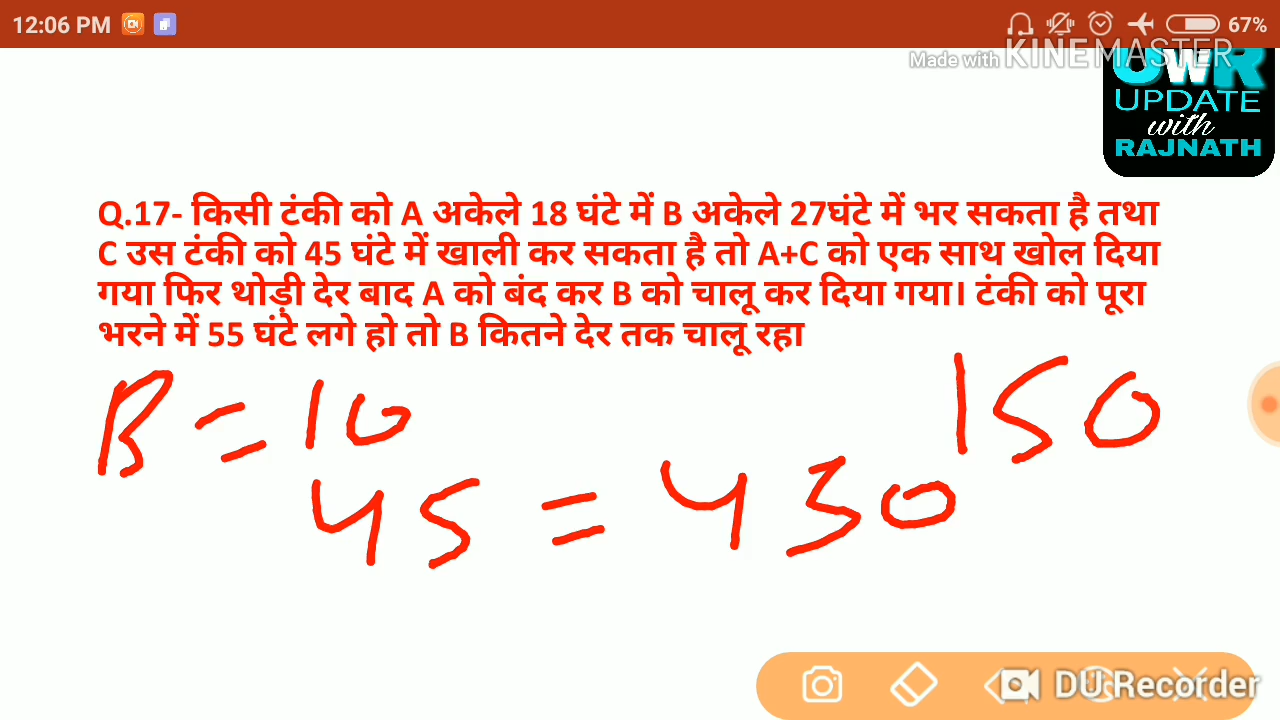 12:06 PM
67%
Made with KINEMASTER
UWR
UPDATE
with
RAJNATH
Q.17- किसी टंकी को A अकेले 18 घंटे में B अकेले 27घंटे में भर सकता है तथा
C उस टंकी को 45 घंटे में खाली कर सकता है तो A+C को एक साथ खोल दिया
गया फिर थोड़ी देर बाद A को बंद कर B को चालू कर दिया गया। टंकी को पूरा
भरने में 55 घंटे लगे हो तो B कितने देर तक चालू रहा
B = 10
150
45 = 430
DU Recorder